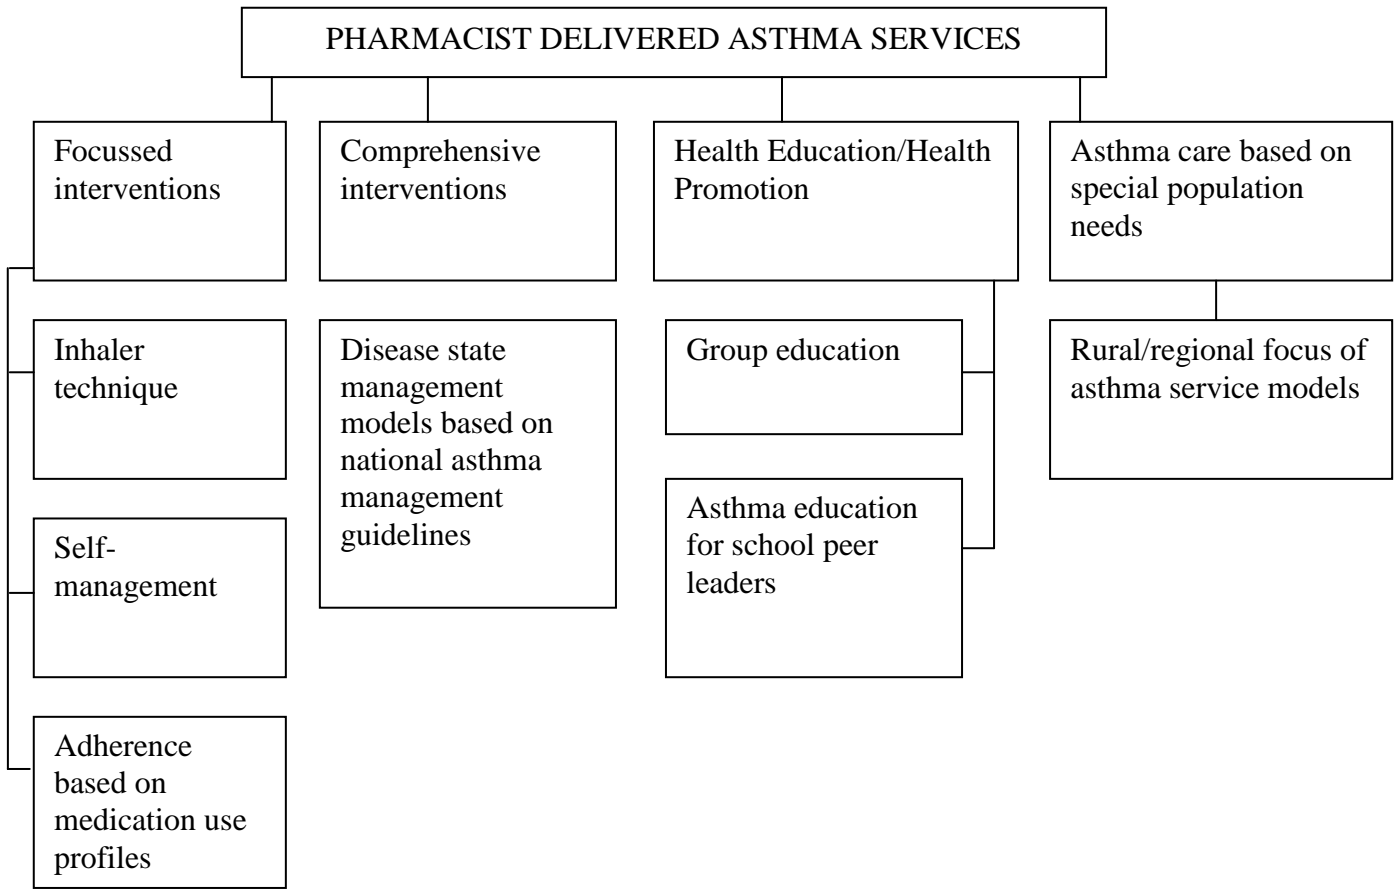 PHARMACIST DELIVERED ASTHMA SERVICES
Focussed
interventions
Comprehensive
interventions
Health Education/Health
Promotion
Asthma care based on
special population
needs
Inhaler
technique
Disease state
management
models based on
national asthma
management
guidelines
Group education
Rural/regional focus of
asthma service models
Self-
management
Asthma education
for school peer
leaders
Adherence
based on
medication use
profiles